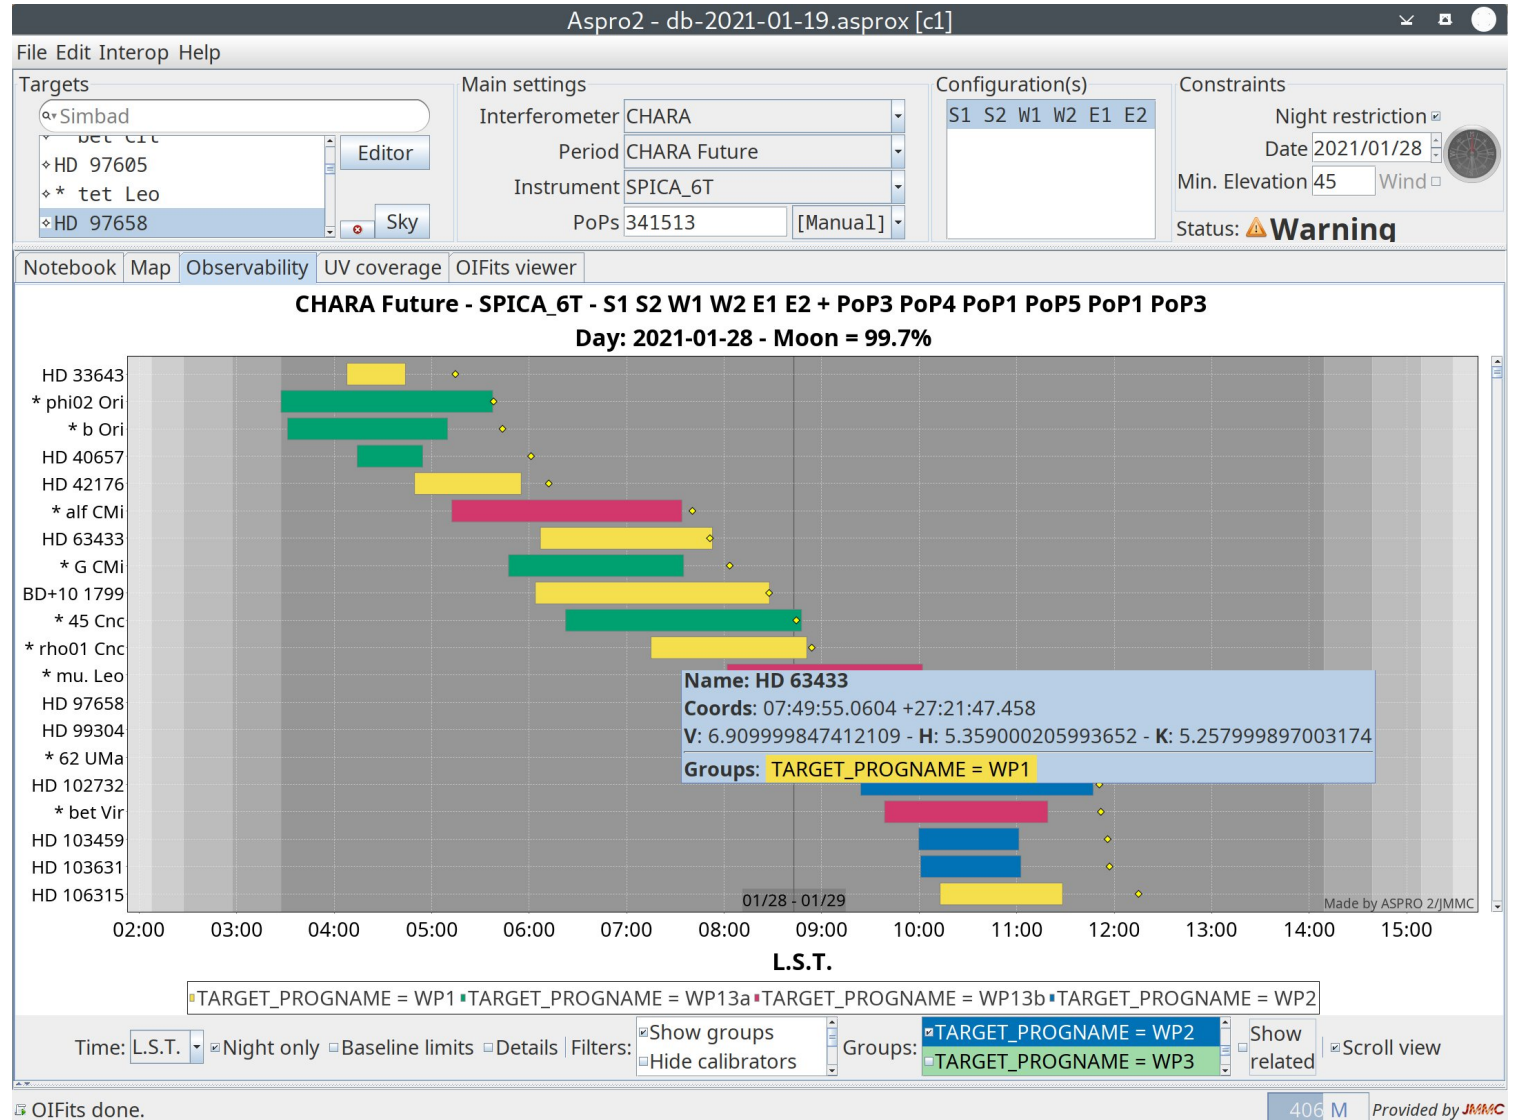 Aspro2 - db-2021-01-19.asprox [c1]
File Edit Interop Help
Targets
Simbad
bet Crt
HD 97605
* tet Leo
HD 97658
Editor
Sky
Main settings
Interferometer CHARA
Period CHARA Future
Instrument SPICA_6T
PoPs 341513 [Manual]
Configuration(s)
S1 S2 W1 W2 E1 E2
Constraints
Night restriction
Date 2021/01/28
Min. Elevation 45 Wind
Status: Warning
Notebook Map Observability UV coverage OIFits viewer
CHARA Future - SPICA_6T - S1 S2 W1 W2 E1 E2 + PoP3 PoP4 PoP1 PoP5 PoP1 PoP3
Day: 2021-01-28 - Moon = 99.7%
HD 33643
* phi02 Ori
* b Ori
HD 40657
HD 42176
* alf CMi
HD 63433
* G CMi
BD+10 1799
* 45 Cnc
* rho01 Cnc
* mu. Leo
HD 97658
HD 99304
* 62 UMa
HD 102732
* bet Vir
HD 103459
HD 103631
HD 106315
Name: HD 63433
Coords: 07:49:55.0604 +27:21:47.458
V: 6.909999847412109 - H: 5.359000205993652 - K: 5.257999897003174
Groups: TARGET_PROGNAME = WP1
01/28 - 01/29
Made by ASPRO 2/JMMC
02:00 03:00 04:00 05:00 06:00 07:00 08:00 09:00 10:00 11:00 12:00 13:00 14:00 15:00
L.S.T.
TARGET_PROGNAME = WP1 TARGET_PROGNAME = WP13a TARGET_PROGNAME = WP13b TARGET_PROGNAME = WP2
Time: L.S.T. Night only Baseline limits Details Filters:
Show groups
Hide calibrators
Groups:
TARGET_PROGNAME = WP2
TARGET_PROGNAME = WP3
Show
related
Scroll view
OIFits done.
406 M
Provided by JMMC